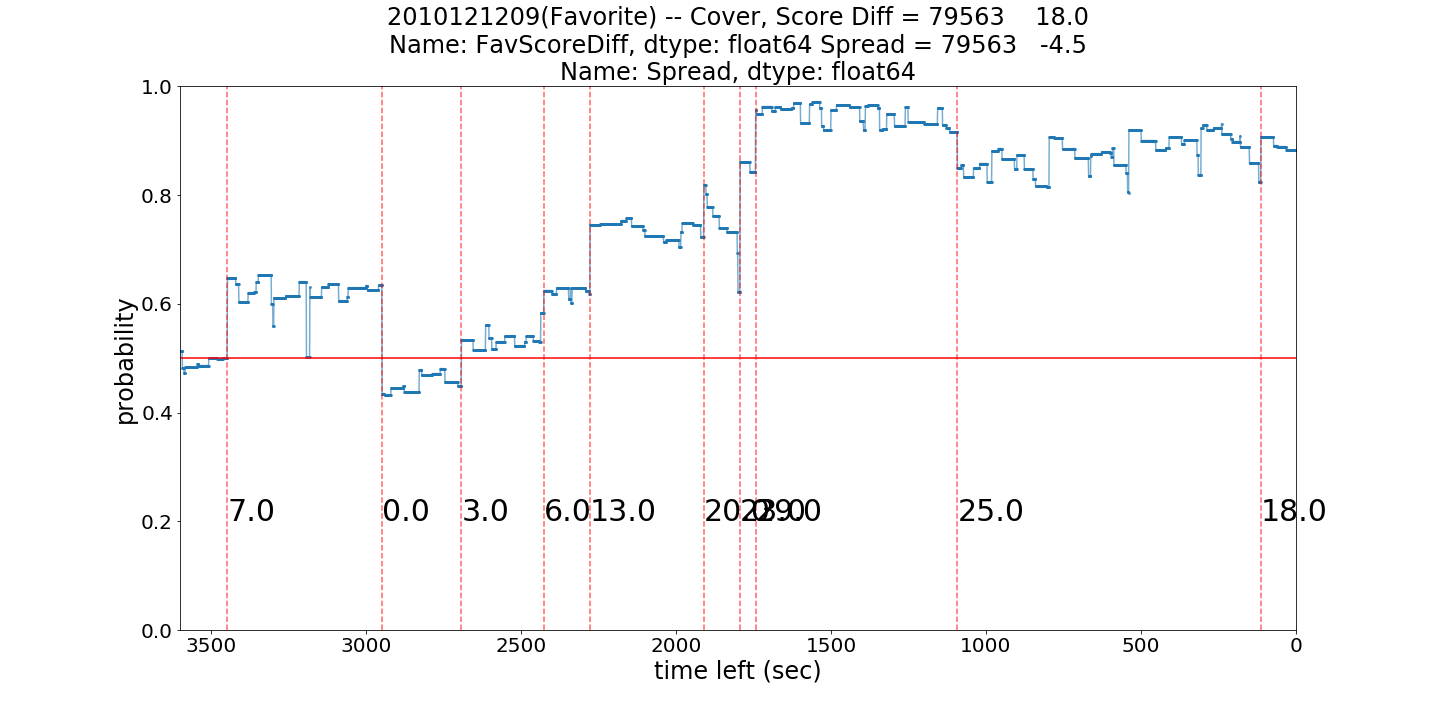 2010121209(Favorite) -- Cover, Score Diff = 79563 18.0
Name: FavScoreDiff, dtype: float64 Spread = 79563 -4.5
Name: Spread, dtype: float64
1.0
0.8
0.6
0.4
0.2
0.0
probability
7.0 0.0 3.0 6.0 13.0 20 25.0 18.0
3500 3000 2500 2000 1500 1000 500 0
time left (sec)